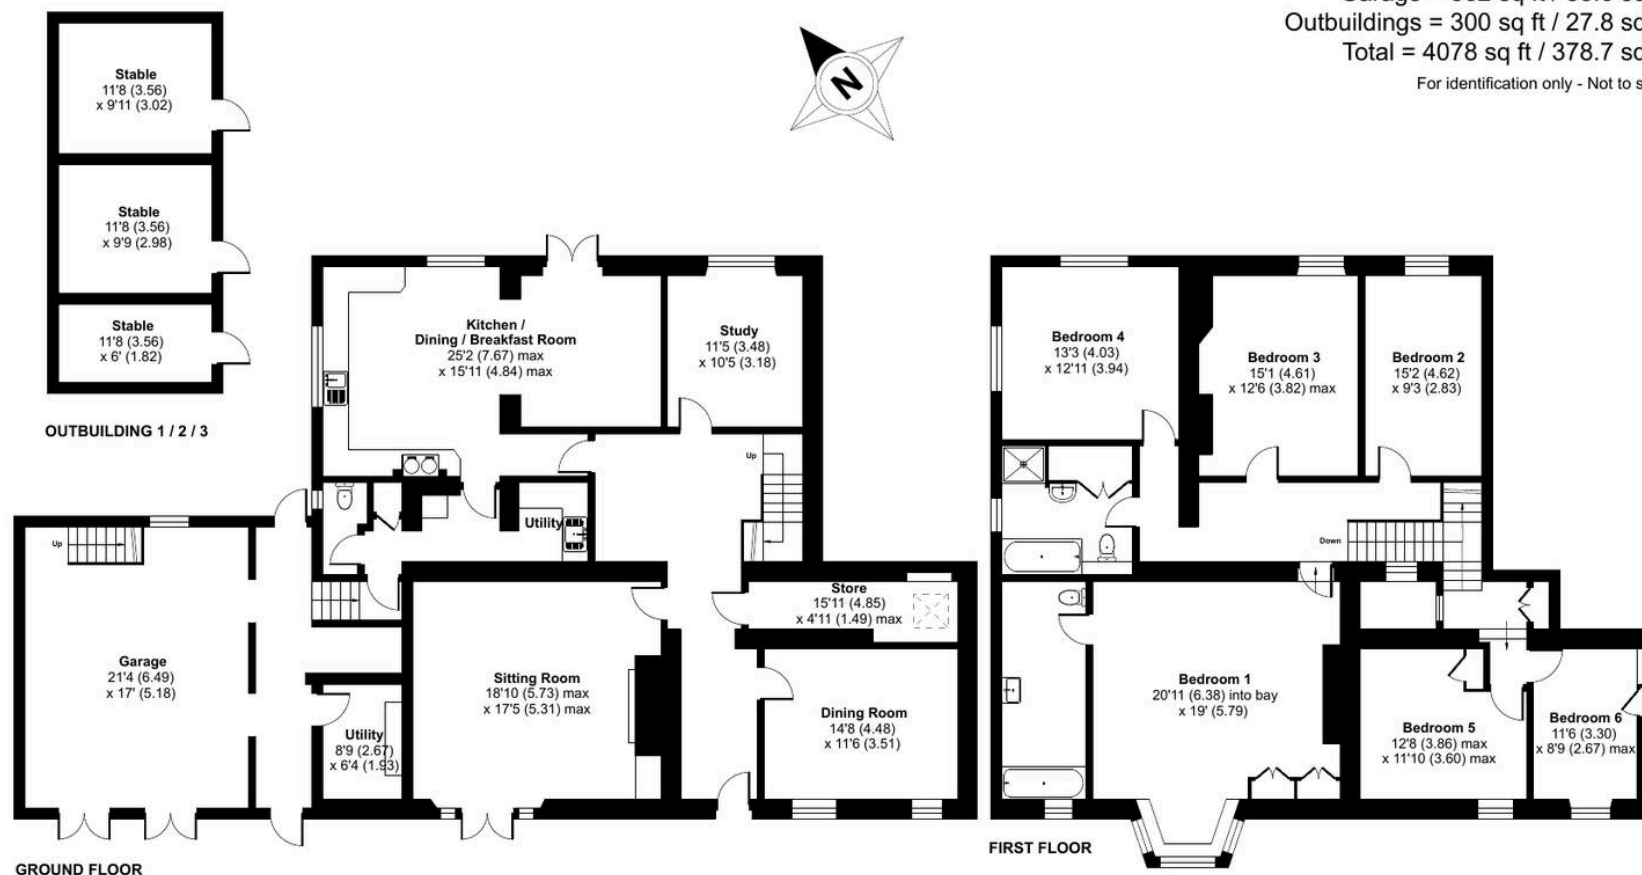 Outbuildings = 300 sq ft / 27.8
Total = 4078 sq ft / 378.7
For identification only - Not to
N
Stable
11'8 (3.56)
x 9'11 (3.02)
Stable
11'8 (3.56)
x 9'9 (2.98)
Stable
11'8 (3.56)
x 6' (1.82)
OUTBUILDING 1 / 2 / 3
Kitchen /
Dining / Breakfast Room
25'2 (7.67) max
x 15'11 (4.84) max
Study
11'5 (3.48)
x 10'5 (3.18)
Up
Utility
Up
Garage
21'4 (6.49)
x 17' (5.18)
Utility
8'9 (2.67)
x 6'4 (1.93)
Sitting Room
18'10 (5.73) max
x 17'5 (5.31) max
Store
15'11 (4.85)
x 4'11 (1.49) max
Dining Room
14'8 (4.48)
x 11'6 (3.51)
GROUND FLOOR
Bedroom 4
13'3 (4.03)
x 12'11 (3.94)
Bedroom 3
15'1 (4.61)
x 12'6 (3.82) max
Bedroom 2
15'2 (4.62)
x 9'3 (2.83)
Down
Bedroom 1
20'11 (6.38) into bay
x 19' (5.79)
Bedroom 5
12'8 (3.86) max
x 11'10 (3.60) max
Bedroom 6
11'6 (3.30)
x 8'9 (2.67) max
FIRST FLOOR